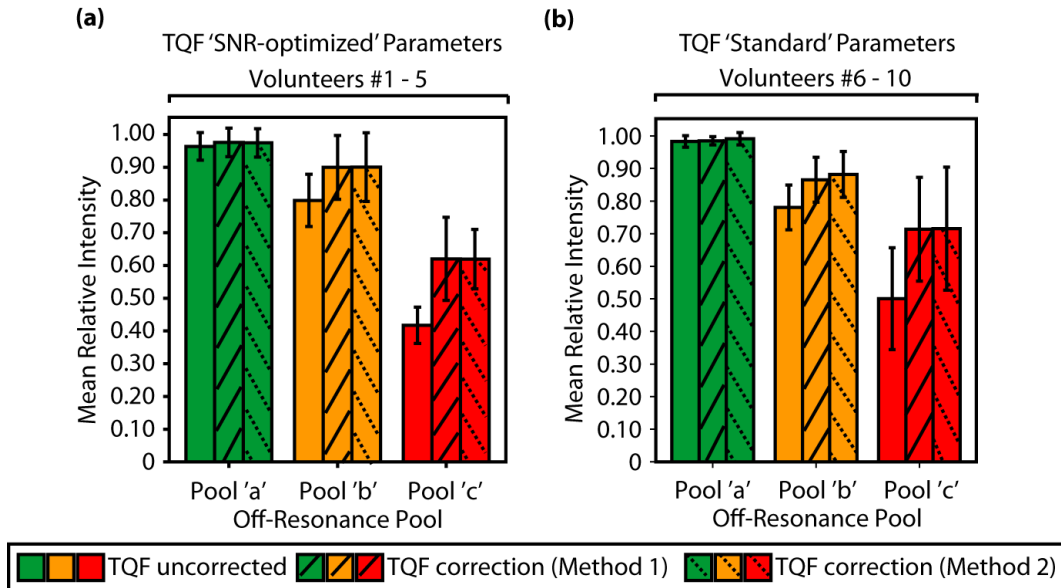 (a)
TQF 'SNR-optimized' Parameters
Volunteers #1 - 5
Mean Relative Intensity
1.00
0.90
0.80
0.70
0.60
0.50
0.40
0.30
0.20
0.10
0
Pool 'a' Pool 'b' Pool 'c'
Off-Resonance Pool
(b)
TQF 'Standard' Parameters
Volunteers #6 - 10
Mean Relative Intensity
1.00
0.90
0.80
0.70
0.60
0.50
0.40
0.30
0.20
0.10
0
Pool 'a' Pool 'b' Pool 'c'
Off-Resonance Pool
TQF uncorrected TQF correction (Method 1) TQF correction (Method 2)